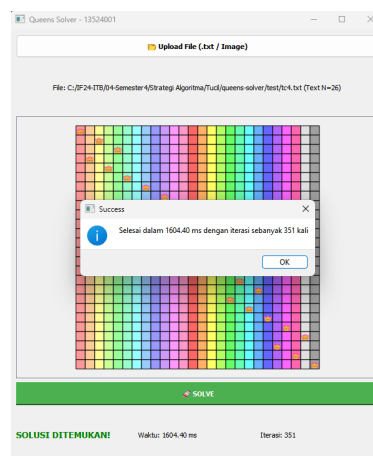 Queens Solver - 13524001
Upload File (.txt / Image)
File: C:/IF24-ITB/04-Semester4/Strategi Algoritma/Tucil/queens-solver/test/tc4.txt (Text N=26)
Success
Selesai dalam 1604.40 ms dengan iterasi sebanyak 351 kali
OK
SOLVE
SOLUSI DITEMUKAN! Waktu: 1604.40 ms Iterasi: 351